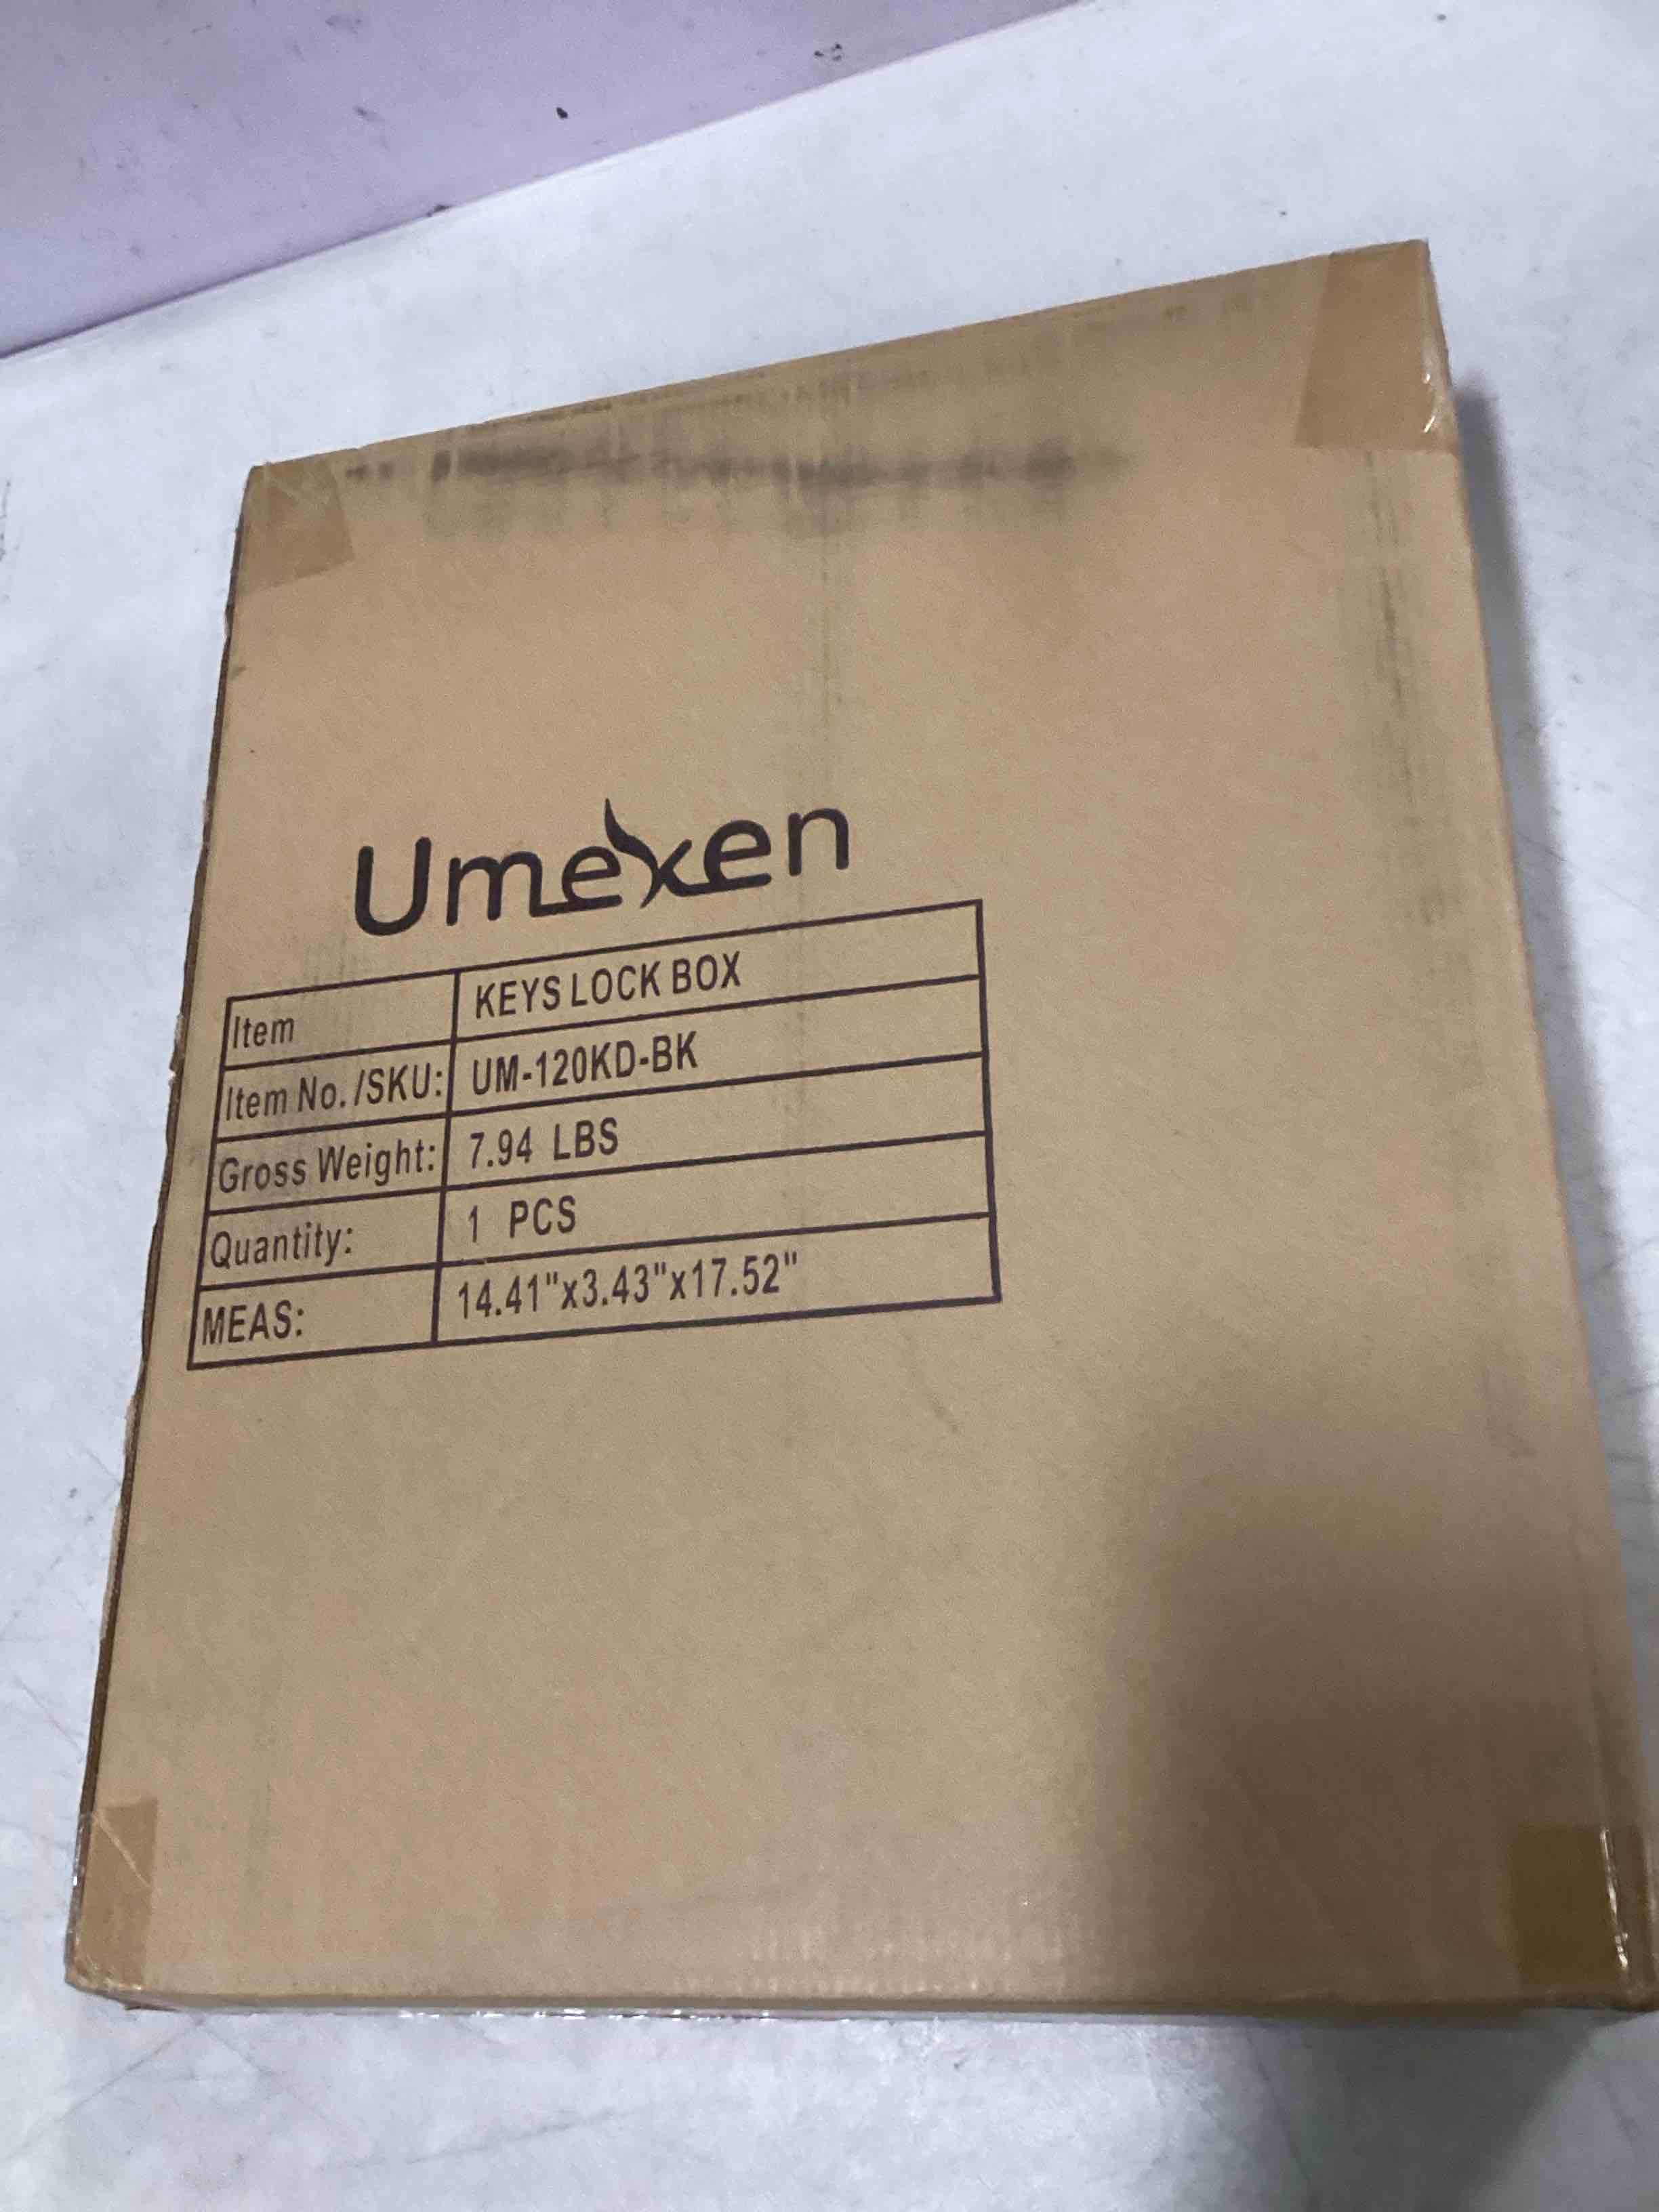 Umexen
Item KEYS LOCK BOX
Item No./SKU: UM-120KD-BK
Gross Weight: 7.94 LBS
Quantity: 1 PCS
MEAS: 14.41"x3.43"x17.52"